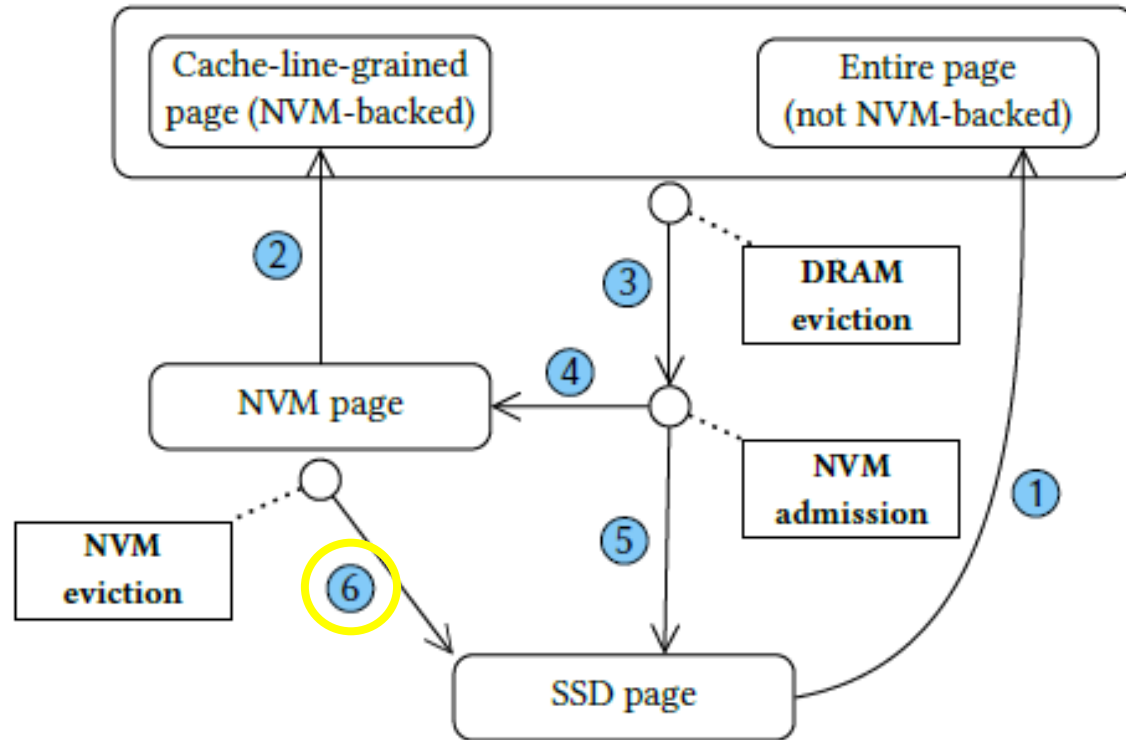 Cache-line-grained
page (NVM-backed)
Entire page
(not NVM-backed)
2
3
DRAM
eviction
4
NVM page
NVM
admission
1
5
NVM
eviction
6
SSD page